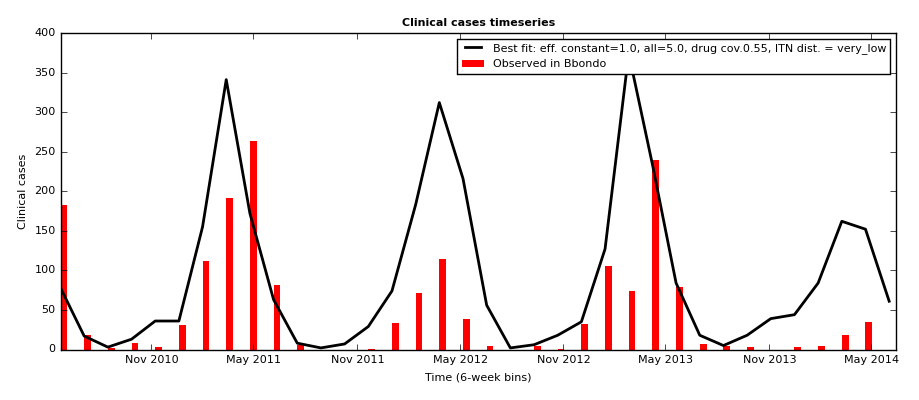 Clinical cases timeseries
Best fit: eff. constant=1.0, all=5.0, drug cov.0.55, ITN dist. = very_low
Observed in Bbondo
Clinical cases
400
350
300
250
200
150
100
50
0
Nov 2010 May 2011 Nov 2011 May 2012 Nov 2012 May 2013 Nov 2013 May 2014
Time (6-week bins)